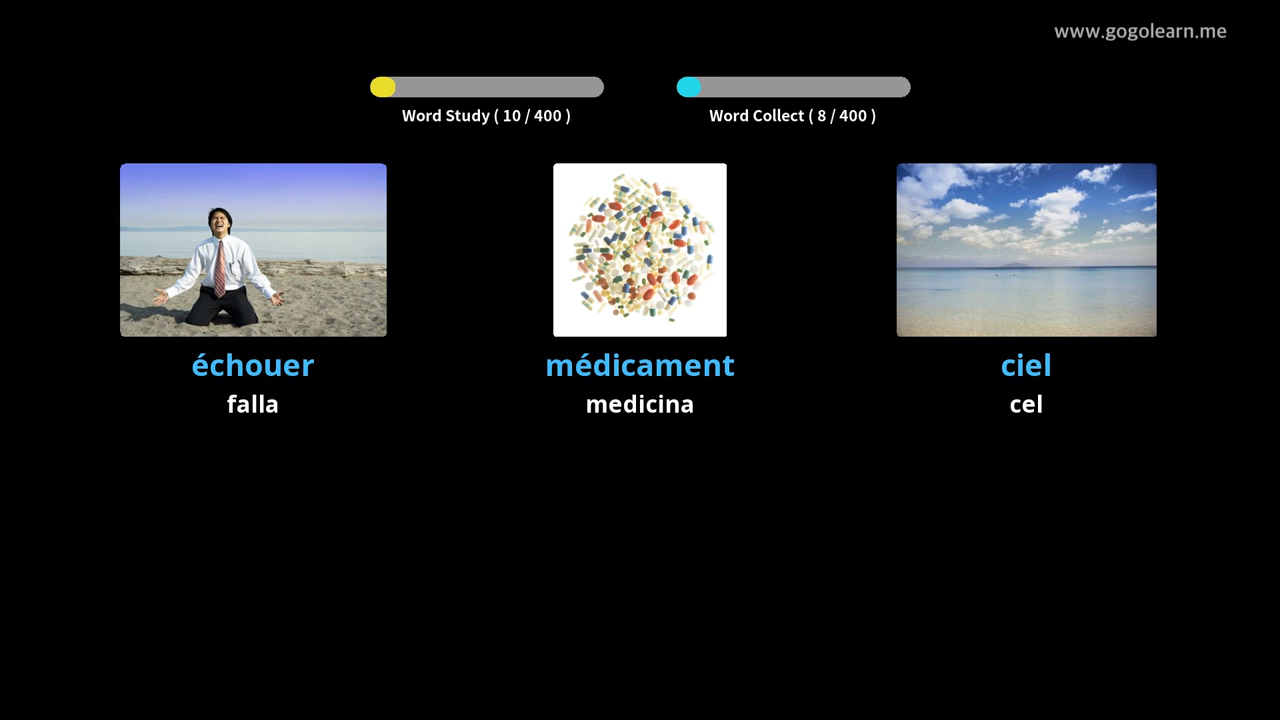 www.gogolearn.me
Word Study ( 10 / 400 )
Word Collect ( 8 / 400 )
échouer
médicament
ciel
falla
medicina
cel